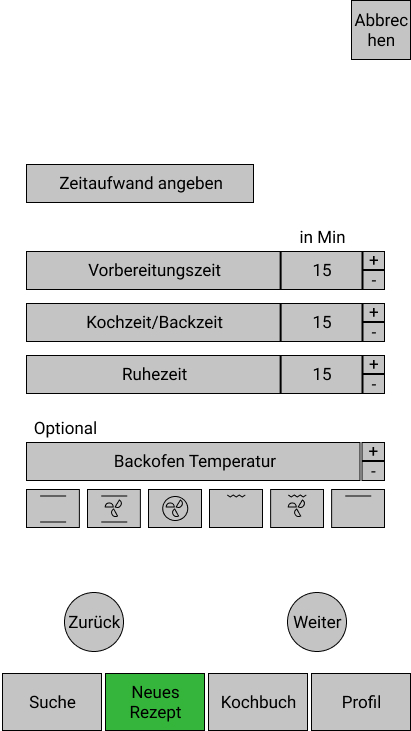 Abbrec
hen
Zeitaufwand angeben
in Min
Vorbereitungszeit 15 + -
Kochzeit/Backzeit 15 + -
Ruhezeit 15 + -
Optional
Backofen Temperatur + -
Zurück Weiter
Suche Neues Rezept Kochbuch Profil